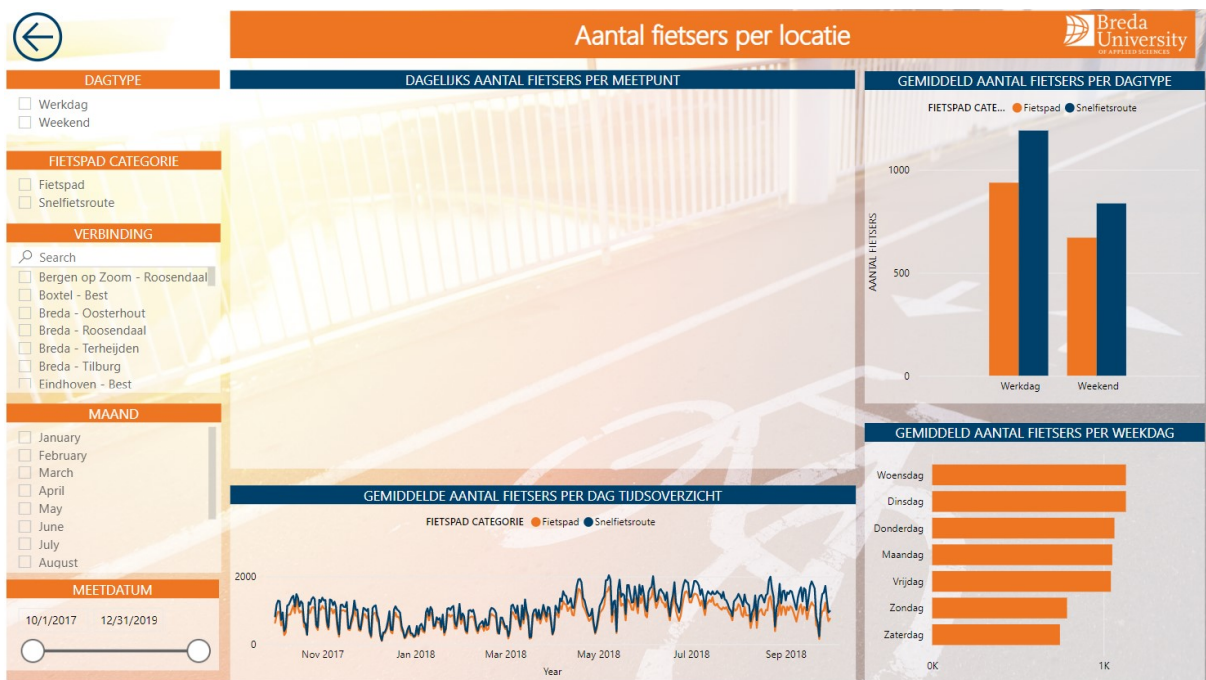 Aantal fietsers per locatie
Breda
University
OF APPLIED SCIENCES
DAGTYPE
Werkdag
Weekend
FIETSPAD CATEGORIE
Fietspad
Snelfietsroute
VERBINDING
Search
Bergen op Zoom - Roosendaal
Boxtel - Best
Breda - Oosterhout
Breda - Roosendaal
Breda - Terheijden
Breda - Tilburg
Eindhoven - Best
MAAND
January
February
March
April
May
June
July
August
MEETDATUM
10/1/2017 12/31/2019
DAGELIJKS AANTAL FIETSERS PER MEETPUNT
GEMIDDELDE AANTAL FIETSERS PER DAG TIJDSOVERZICHT
FIETSPAD CATEGORIE Fietspad Snelfietsroute
2000
0
Nov 2017 Jan 2018 Mar 2018 May 2018 Jul 2018 Sep 2018
Year
GEMIDDELD AANTAL FIETSERS PER DAGTYPE
FIETSPAD CATE... Fietspad Snelfietsroute
AANTAL FIETSERS
1000
500
0
Werkdag Weekend
GEMIDDELD AANTAL FIETSERS PER WEEKDAG
Woensdag
Dinsdag
Donderdag
Maandag
Vrijdag
Zondag
Zaterdag
0K 1K